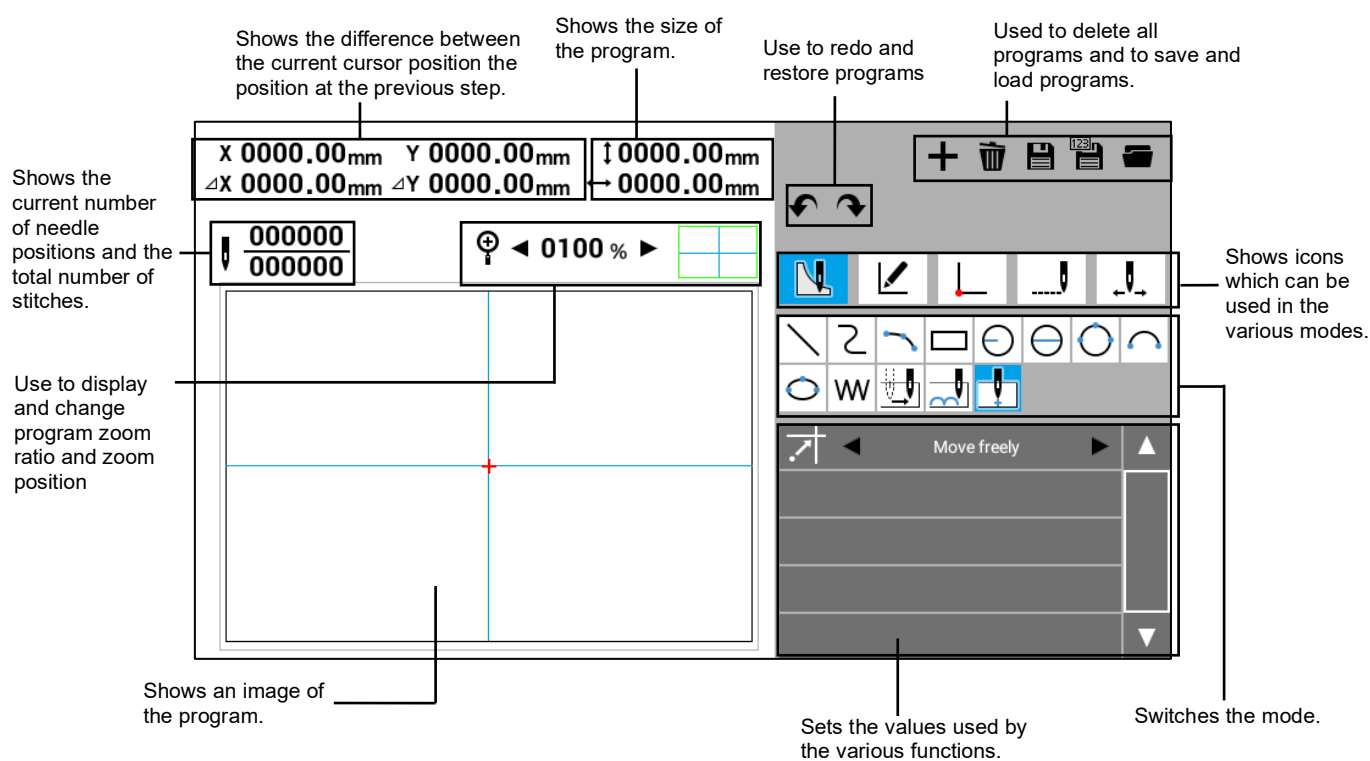 Shows the difference between
the current cursor position the
position at the previous step.
Shows the size of
the program.
Use to redo and
restore programs
Used to delete all
programs and to save and
load programs.
X 0000.00mm Y 0000.00mm
⊿X 0000.00mm ⊿Y 0000.00mm
↕0000.00mm
↔0000.00mm
123
Shows the
current number
of needle
positions and the
total number of
stitches.
000000
000000
◀ 0100 % ▶
Shows icons
which can be
used in the
various modes.
Use to display
and change
program zoom
ratio and zoom
position
◀ Move freely ▶ ▲
▼
Shows an image of
the program.
Sets the values used by
the various functions.
Switches the mode.